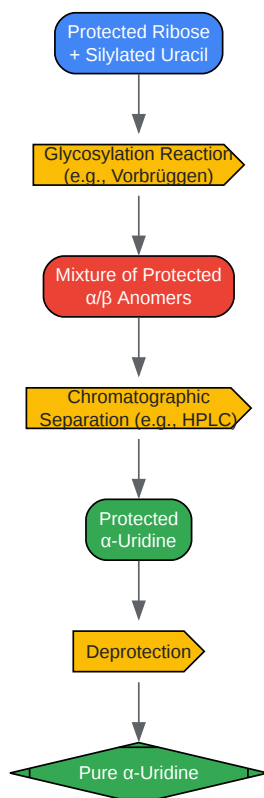 Protected Ribose
+ Silylated Uracil
Glycosylation Reaction
(e.g., Vorbrüggen)
Mixture of Protected
α/β Anomers
Chromatographic
Separation (e.g., HPLC)
Protected
α-Uridine
Deprotection
Pure α-Uridine